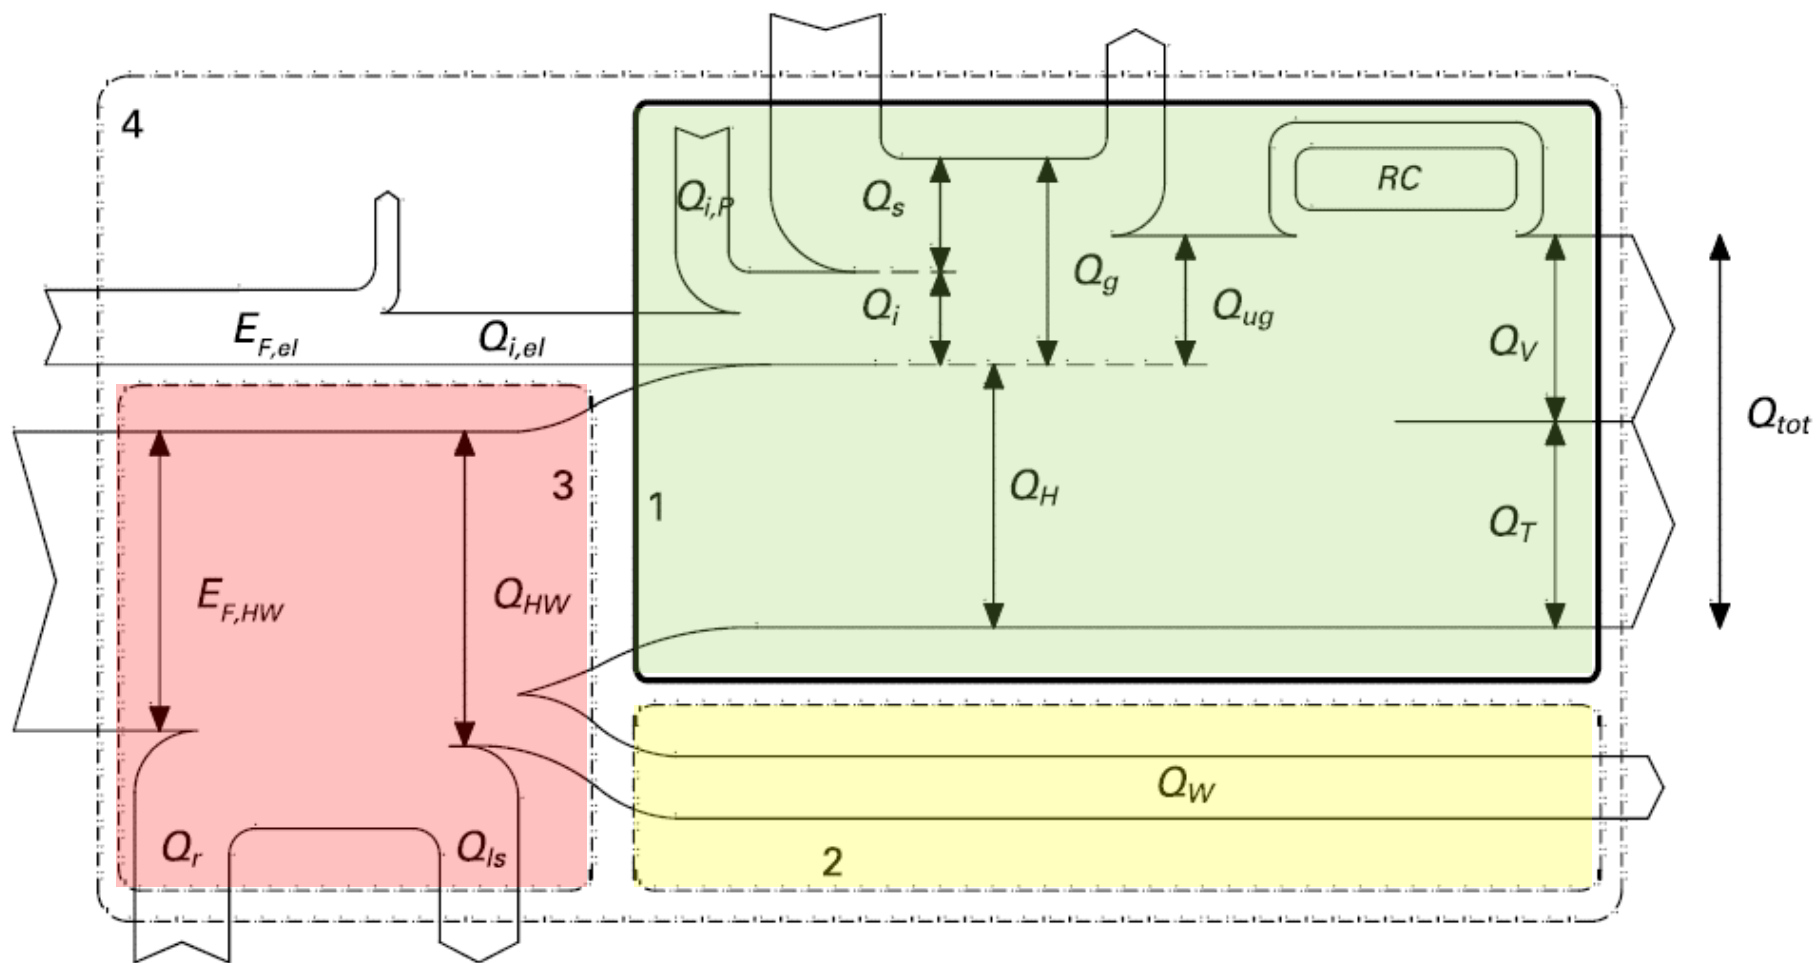 4
Q_{i,P}
Q_s
RC
Q_g
Q_i
Q_{ug}
E_{F,el}
Q_{i,el}
Q_V
Q_{tot}
3
1
Q_H
Q_T
E_{F,HW}
Q_{HW}
Q_W
Q_r
Q_{ls}
2